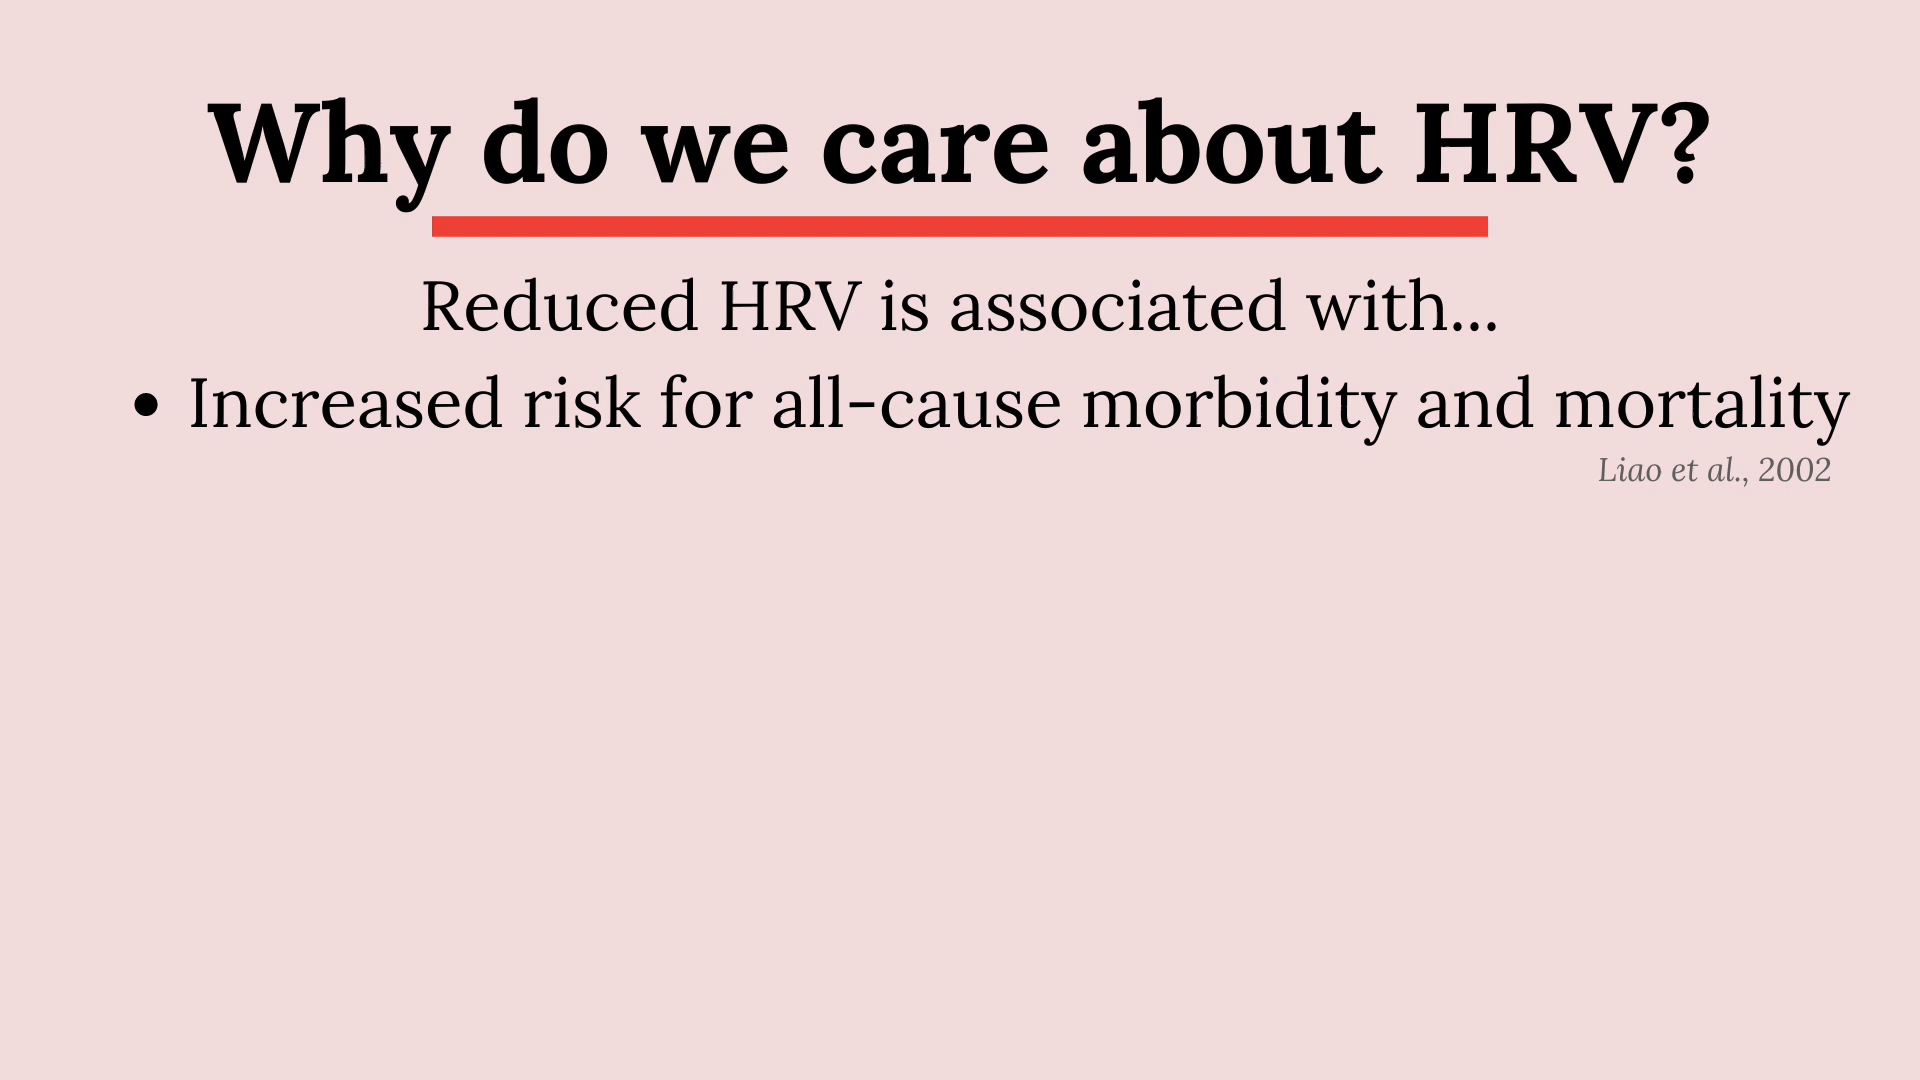 Why do we care about HRV?
Reduced HRV is associated with...
• Increased risk for all-cause morbidity and mortality
Liao et al., 2002